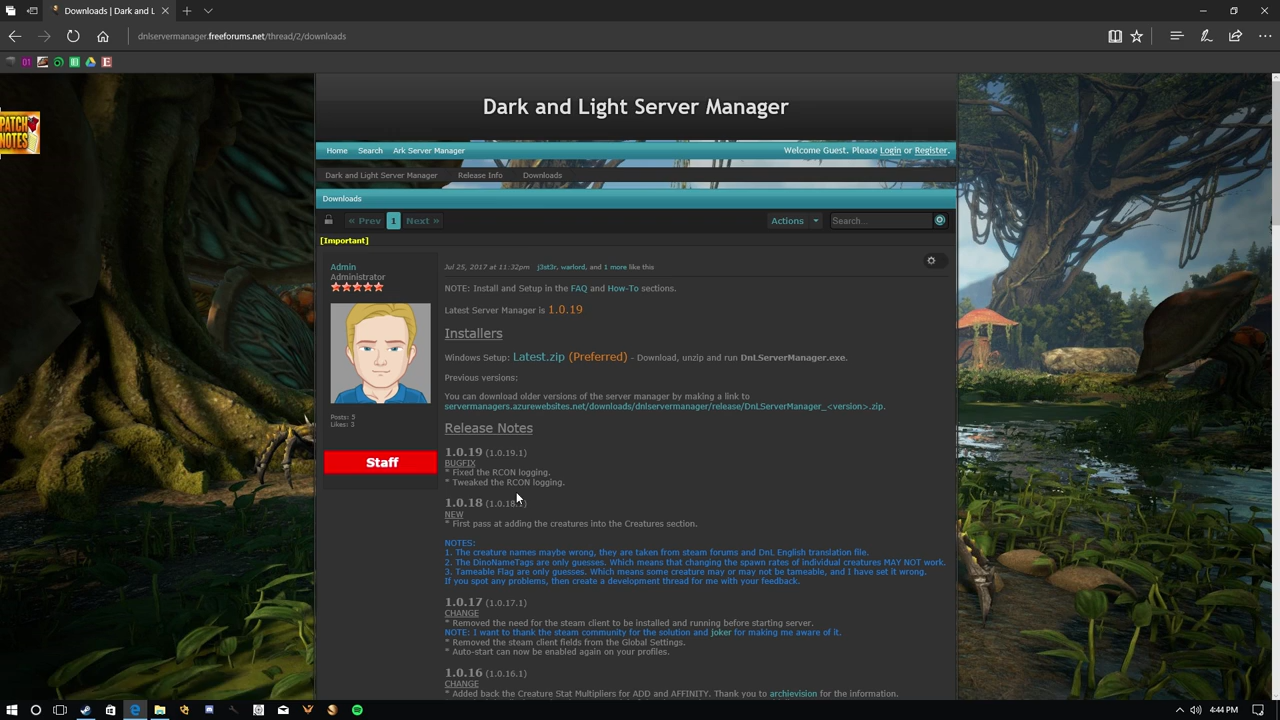 Downloads | Dark and L
dnlservermanager.freeforums.net/thread/2/downloads
PATCH
NOTES
Dark and Light Server Manager
Home Search Ark Server Manager
Welcome Guest. Please Login or Register.
Dark and Light Server Manager Release Info Downloads
Downloads
« Prev 1 Next »
Actions
Search...
[Important]
Admin
Administrator
Posts: 3
Likes: 3
Staff
Jul 25, 2017 at 11:32pm j3st3r, warlord, and 1 more like this
NOTE: Install and Setup in the FAQ and How-To sections.
Latest Server Manager is 1.0.19
Installers
Windows Setup: Latest.zip (Preferred) - Download, unzip and run DnLServerManager.exe.
Previous versions:
You can download older versions of the server manager by making a link to
servermanagers.azurewebsites.net/downloads/dnlservermanager/release/DnLServerManager_<version>.zip.
Release Notes
1.0.19 (1.0.19.1)
BUGFIX
* Fixed the RCON logging.
* Tweaked the RCON logging.
1.0.18 (1.0.18.1)
NEW
* First pass at adding the creatures into the Creatures section.
NOTES:
1. The creature names maybe wrong, they are taken from steam forums and DnL English translation file.
2. The DinoNameTags are only guesses. Which means that changing the spawn rates of individual creatures MAY NOT work.
3. Tameable Flag are only guesses. Which means some creature may or may not be tameable, and I have set it wrong.
If you spot any problems, then create a development thread for me with your feedback.
1.0.17 (1.0.17.1)
CHANGE
* Removed the need for the steam client to be installed and running before starting server.
NOTE: I want to thank the steam community for the solution and joker for making me aware of it.
* Removed the steam client fields from the Global Settings.
* Auto-start can now be enabled again on your profiles.
1.0.16 (1.0.16.1)
CHANGE
* Added back the Creature Stat Multipliers for ADD and AFFINITY. Thank you to archievision for the information.
4:44 PM